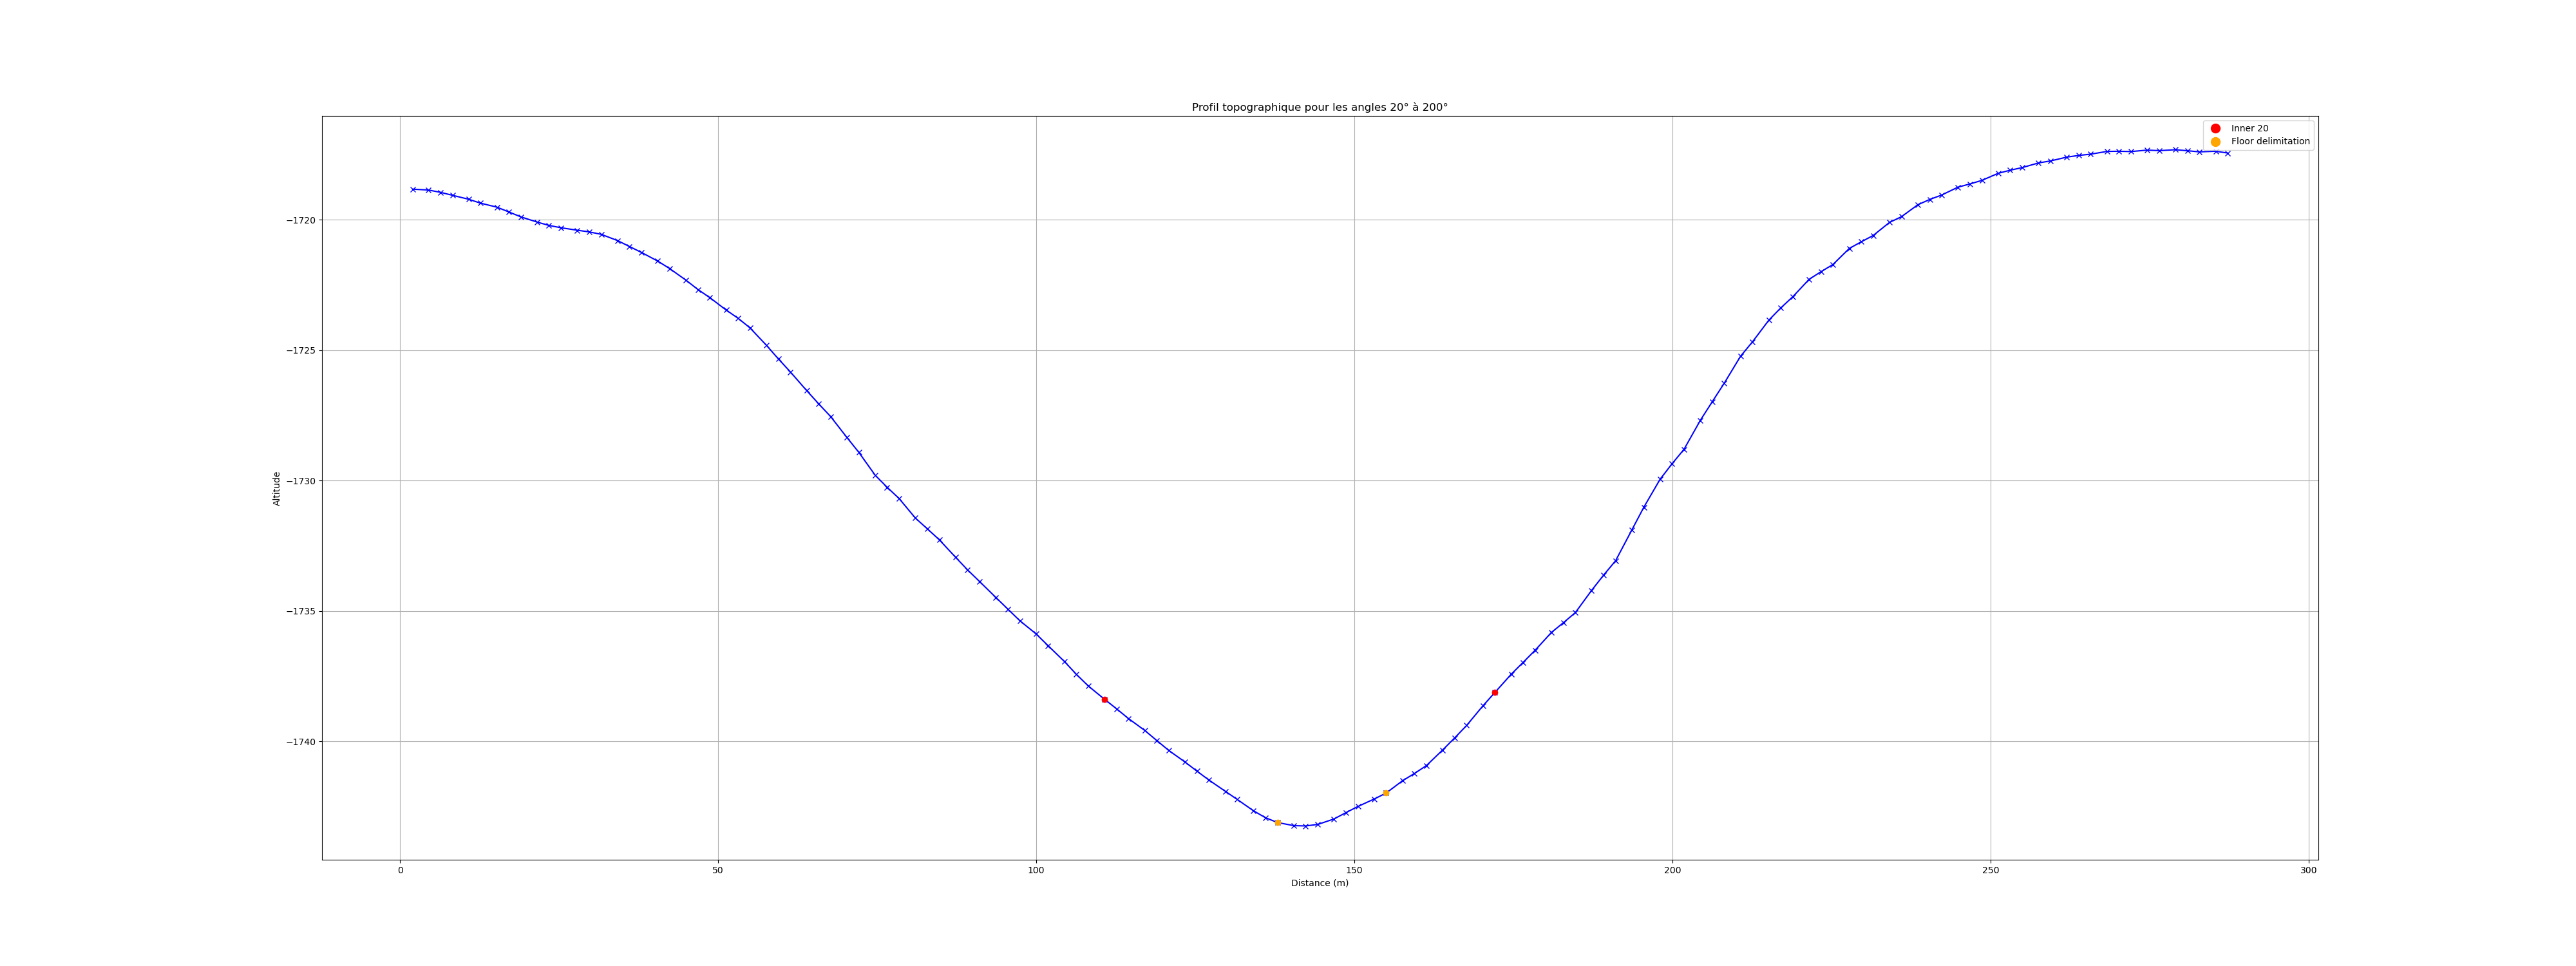 Profil topographique pour les angles 20° à 200°
Inner 20
Floor delimitation
Altitude
−1720
−1725
−1730
−1735
−1740
0 50 100 150 200 250 300
Distance (m)